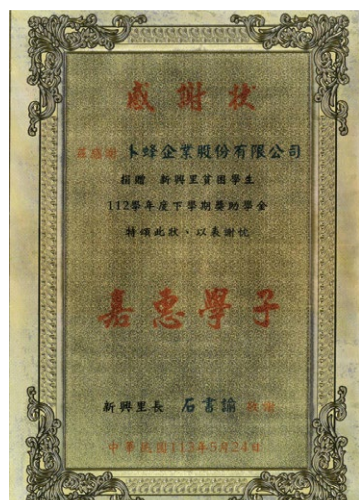 感謝狀
茲感謝 卜蜂企業股份有限公司
捐贈 新興里貧困學生
112學年度下學期獎助學金
特頒此狀、以表謝忱
嘉惠學子
新興里長 石書諭 敬謝
中華民國113年5月24日